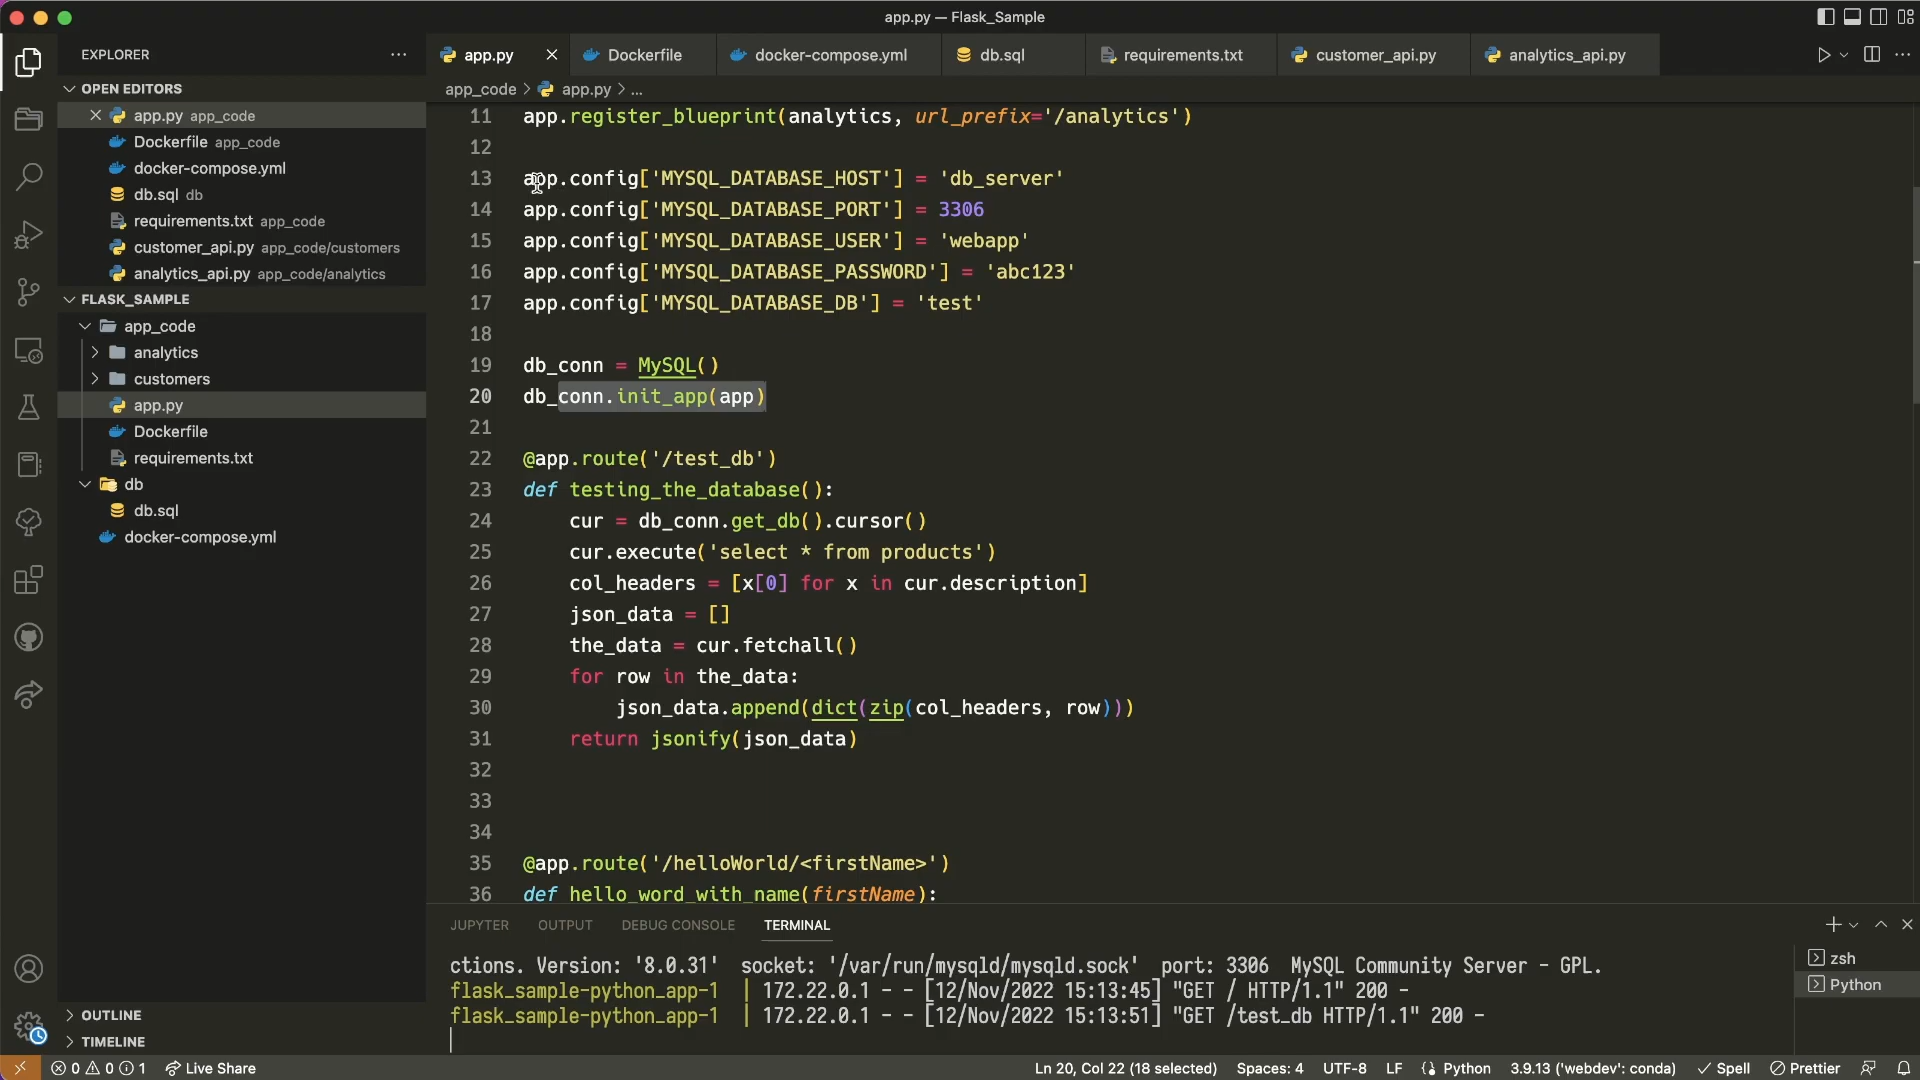 app.py — Flask_Sample
EXPLORER
app.py
Dockerfile
docker-compose.yml
db.sql
requirements.txt
customer_api.py
analytics_api.py
OPEN EDITORS
app.py app_code
Dockerfile app_code
docker-compose.yml
db.sql db
requirements.txt app_code
customer_api.py app_code/customers
analytics_api.py app_code/analytics
FLASK_SAMPLE
app_code
analytics
customers
app.py
Dockerfile
requirements.txt
db
db.sql
docker-compose.yml
OUTLINE
TIMELINE
app_code > app.py > ...
11 app.register_blueprint(analytics, url_prefix='/analytics')
12
13 app.config['MYSQL_DATABASE_HOST'] = 'db_server'
14 app.config['MYSQL_DATABASE_PORT'] = 3306
15 app.config['MYSQL_DATABASE_USER'] = 'webapp'
16 app.config['MYSQL_DATABASE_PASSWORD'] = 'abc123'
17 app.config['MYSQL_DATABASE_DB'] = 'test'
18
19 db_conn = MySQL()
20 db_conn.init_app(app)
21
22 @app.route('/test_db')
23 def testing_the_database():
24     cur = db_conn.get_db().cursor()
25     cur.execute('select * from products')
26     col_headers = [x[0] for x in cur.description]
27     json_data = []
28     the_data = cur.fetchall()
29     for row in the_data:
30         json_data.append(dict(zip(col_headers, row)))
31     return jsonify(json_data)
32
33
34
35 @app.route('/helloWorld/<firstName>')
36 def hello_word_with_name(firstName):
JUPYTER OUTPUT DEBUG CONSOLE TERMINAL
ctions. Version: '8.0.31'  socket: '/var/run/mysqld/mysqld.sock'  port: 3306  MySQL Community Server - GPL.
flask_sample-python_app-1  | 172.22.0.1 - - [12/Nov/2022 15:13:45] "GET / HTTP/1.1" 200 -
flask_sample-python_app-1  | 172.22.0.1 - - [12/Nov/2022 15:13:51] "GET /test_db HTTP/1.1" 200 -
zsh
Python
0 0 1 Live Share
Ln 20, Col 22 (18 selected) Spaces: 4 UTF-8 LF Python 3.9.13 ('webdev': conda) Spell Prettier